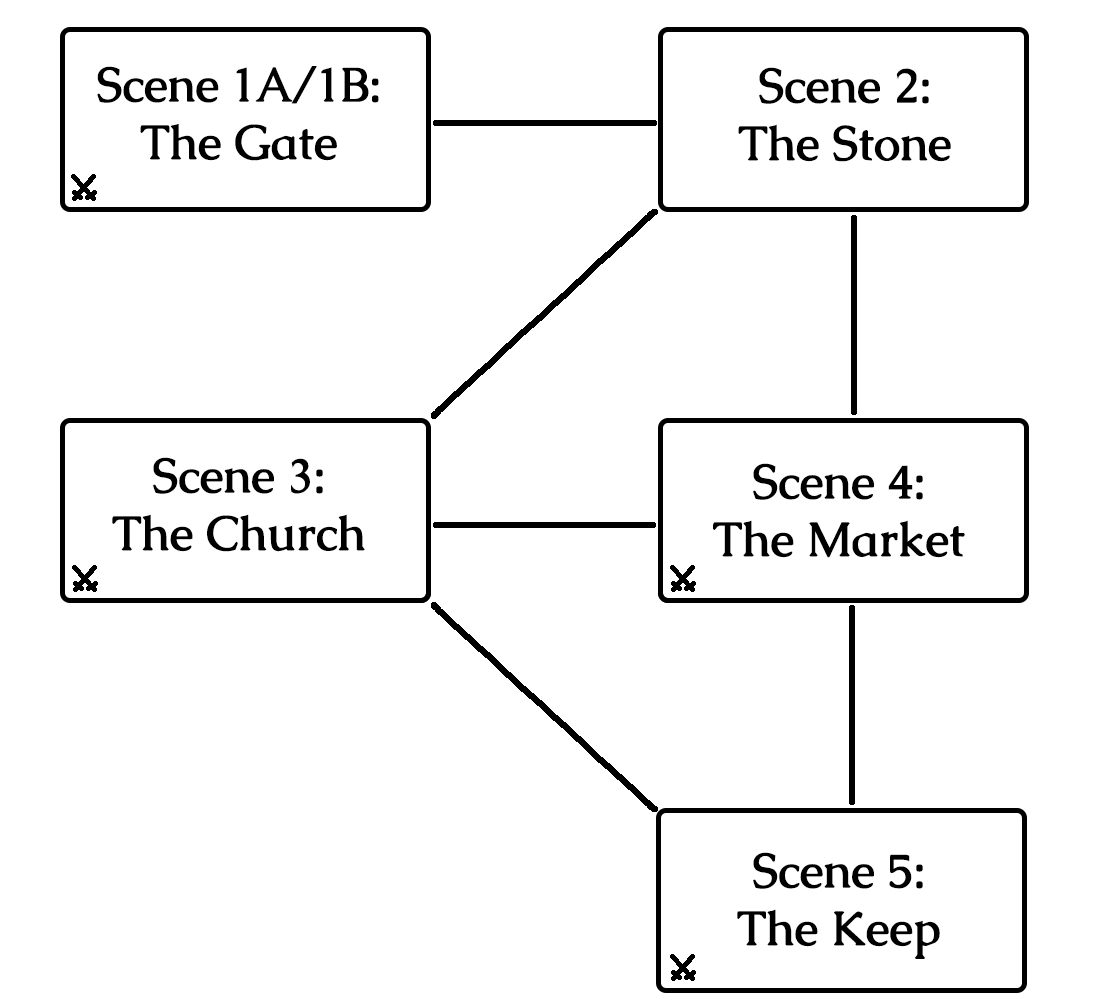 Scene 1A/1B:
The Gate
Scene 2:
The Stone
Scene 3:
The Church
Scene 4:
The Market
Scene 5:
The Keep